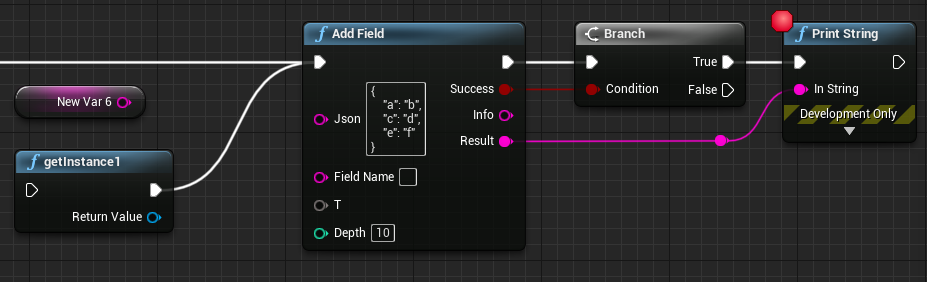 New Var 6
getInstance1
Return Value
Add Field
Json
{
"a": "b",
"c": "d",
"e": "f"
}
Field Name
T
Depth 10
Success
Info
Result
Branch
Condition
True
False
Print String
In String
Development Only